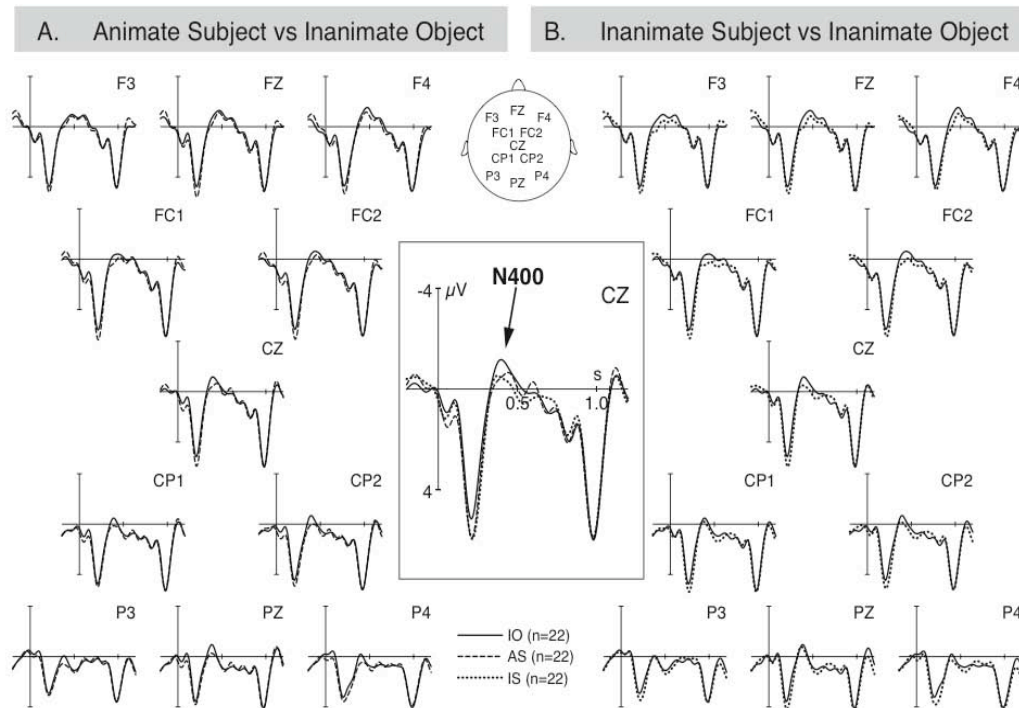 A. Animate Subject vs Inanimate Object
B. Inanimate Subject vs Inanimate Object
F3 FZ F4
FC1 FC2
CZ
CP1 CP2
P3 PZ P4
FZ
F3 F4
FC1 FC2
CZ
CP1 CP2
P3 P4
PZ
N400
-4 µV
CZ
s
0.5 1.0
4
IO (n=22)
AS (n=22)
IS (n=22)
F3 FZ F4
FC1 FC2
CZ
CP1 CP2
P3 PZ P4